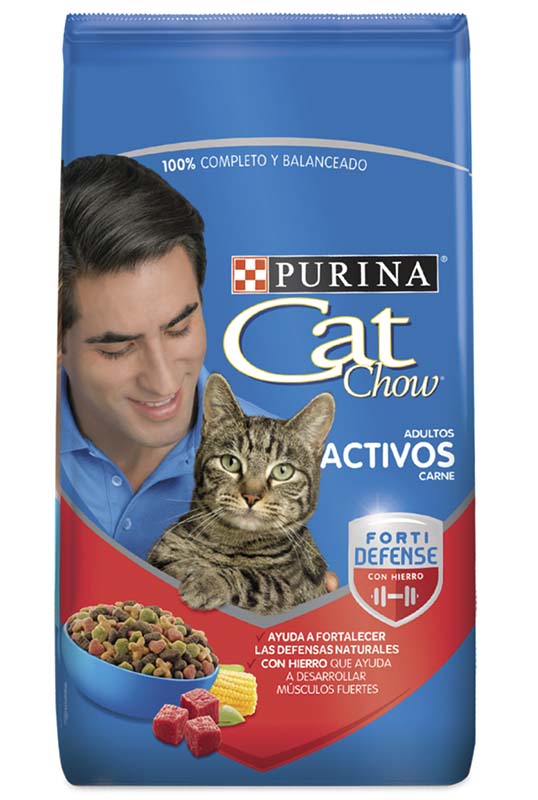 100% COMPLETO Y BALANCEADO
PURINA®
Cat
Chow®
ADULTOS
ACTIVOS
CARNE
FORTI
DEFENSE
CON HIERRO
✓ AYUDA A FORTALECER
LAS DEFENSAS NATURALES
✓ CON HIERRO QUE AYUDA
A DESARROLLAR
MÚSCULOS FUERTES